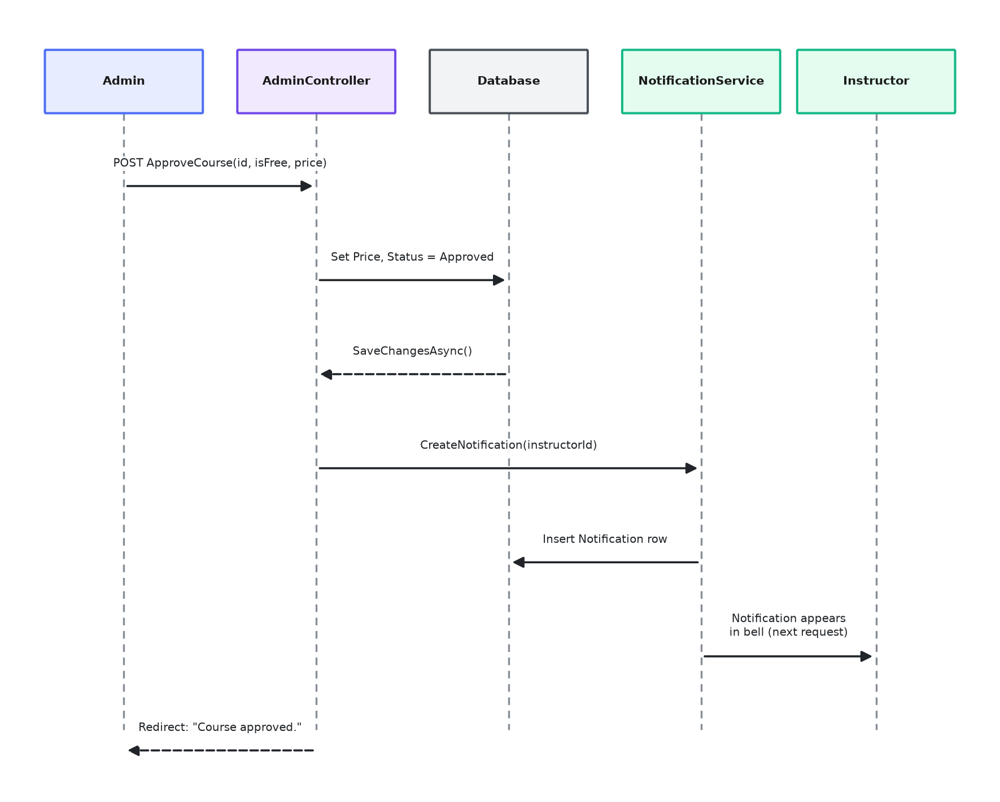 Admin
AdminController
Database
NotificationService
Instructor
POST ApproveCourse(id, isFree, price)
Set Price, Status = Approved
SaveChangesAsync()
CreateNotification(instructorId)
Insert Notification row
Notification appears
in bell (next request)
Redirect: "Course approved."